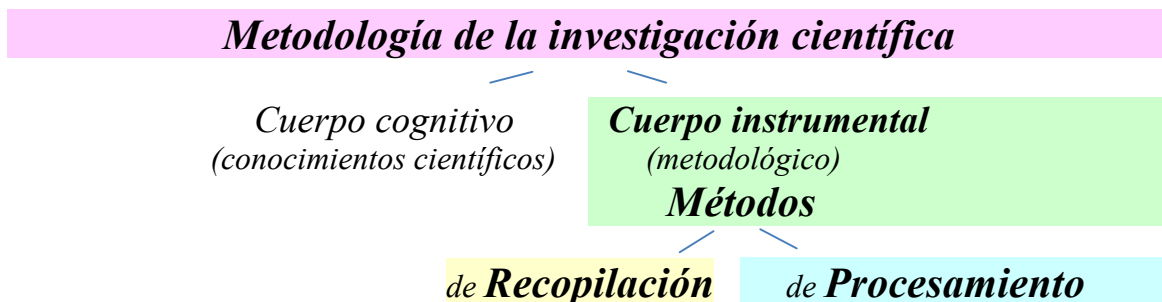 Metodología de la investigación científica
Cuerpo cognitivo Cuerpo instrumental
(conocimientos científicos) (metodológico)
Métodos
de Recopilación de Procesamiento